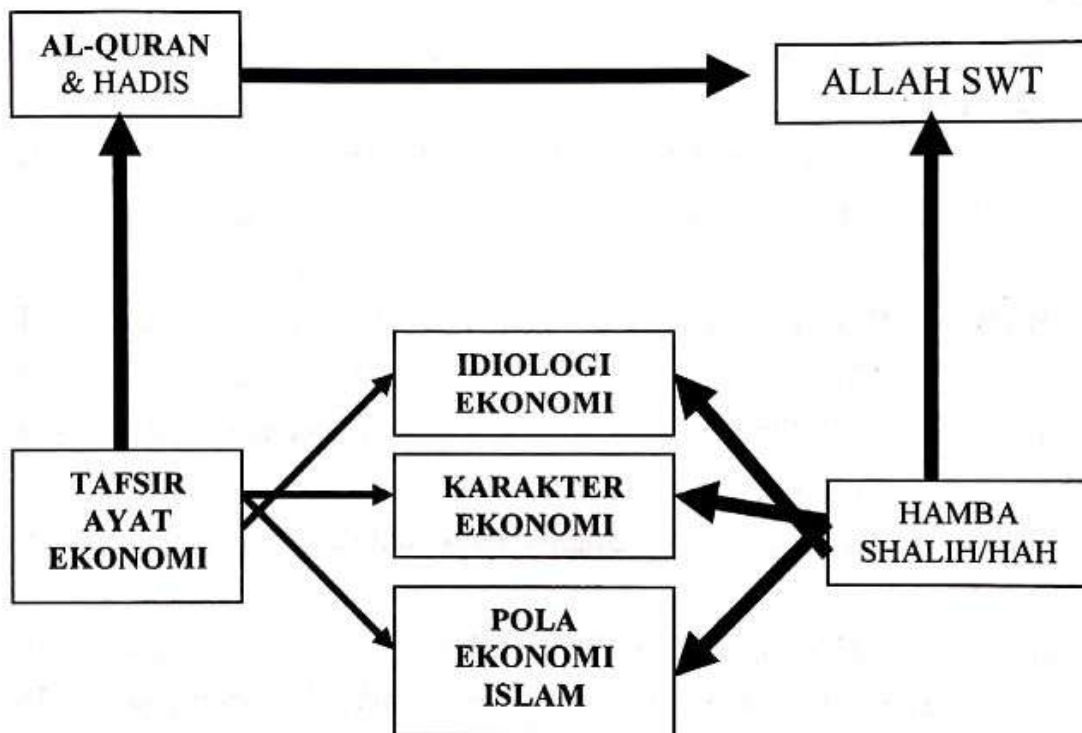 AL-QURAN
& HADIS
ALLAH SWT
IDIOLOGI
EKONOMI
TAFSIR
AYAT
EKONOMI
KARAKTER
EKONOMI
HAMBA
SHALIH/HAH
POLA
EKONOMI
ISLAM